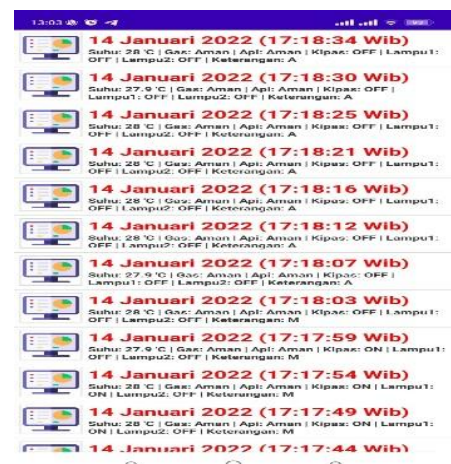 13:03
14 Januari 2022 (17:18:34 Wib)
Suhu: 28'C | Gas: Aman | Api: Aman | Kipas: OFF | Lampu1:
OFF | Lampu2: OFF | Keterangan: A
14 Januari 2022 (17:18:30 Wib)
Suhu: 27.9'C | Gas: Aman | Api: Aman | Kipas: OFF |
Lampu1: OFF | Lampu2: OFF | Keterangan: A
14 Januari 2022 (17:18:25 Wib)
Suhu: 28'C | Gas: Aman | Api: Aman | Kipas: OFF | Lampu1:
OFF | Lampu2: OFF | Keterangan: A
14 Januari 2022 (17:18:21 Wib)
Suhu: 28'C | Gas: Aman | Api: Aman | Kipas: OFF | Lampu1:
OFF | Lampu2: OFF | Keterangan: A
14 Januari 2022 (17:18:16 Wib)
Suhu: 28'C | Gas: Aman | Api: Aman | Kipas: OFF | Lampu1:
OFF | Lampu2: OFF | Keterangan: A
14 Januari 2022 (17:18:12 Wib)
Suhu: 28'C | Gas: Aman | Api: Aman | Kipas: OFF | Lampu1:
OFF | Lampu2: OFF | Keterangan: A
14 Januari 2022 (17:18:07 Wib)
Suhu: 27.9'C | Gas: Aman | Api: Aman | Kipas: OFF |
Lampu1: OFF | Lampu2: OFF | Keterangan: A
14 Januari 2022 (17:18:03 Wib)
Suhu: 28'C | Gas: Aman | Api: Aman | Kipas: OFF | Lampu1:
OFF | Lampu2: OFF | Keterangan: M
14 Januari 2022 (17:17:59 Wib)
Suhu: 27.9'C | Gas: Aman | Api: Aman | Kipas: ON | Lampu1:
OFF | Lampu2: OFF | Keterangan: M
14 Januari 2022 (17:17:54 Wib)
Suhu: 28'C | Gas: Aman | Api: Aman | Kipas: ON | Lampu1:
ON | Lampu2: OFF | Keterangan: M
14 Januari 2022 (17:17:49 Wib)
Suhu: 28'C | Gas: Aman | Api: Aman | Kipas: ON | Lampu1:
ON | Lampu2: OFF | Keterangan: M
14 Januari 2022 (17:17:44 Wib)